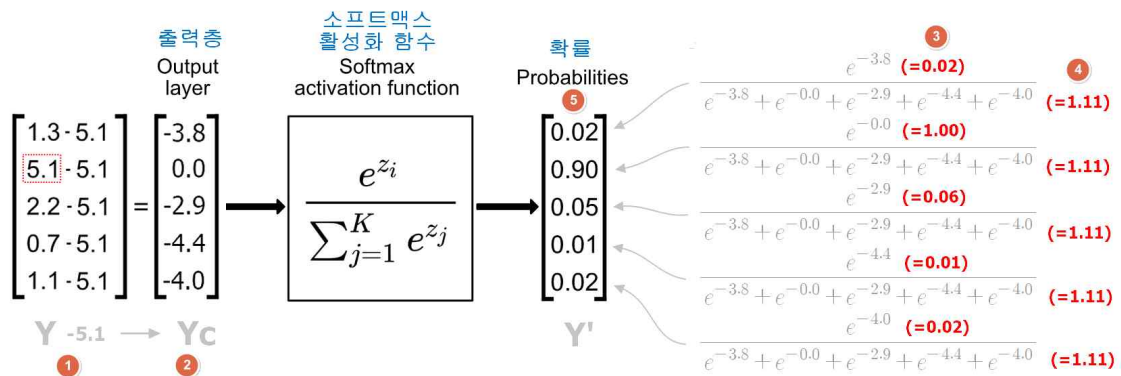 출력층
Output
layer
소프트맥스
활성화 함수
Softmax
activation function
확률
Probabilities
5
1.3 - 5.1
5.1 - 5.1
2.2 - 5.1
0.7 - 5.1
1.1 - 5.1
=
-3.8
0.0
-2.9
-4.4
-4.0
e^{z_i}
∑_{j=1}^{K} e^{z_j}
0.02
0.90
0.05
0.01
0.02
Y -5.1 → Yc
1
2
Y'
3
4
e^{-3.8} (=0.02)
e^{-3.8} + e^{-0.0} + e^{-2.9} + e^{-4.4} + e^{-4.0} (=1.11)
e^{-0.0} (=1.00)
e^{-3.8} + e^{-0.0} + e^{-2.9} + e^{-4.4} + e^{-4.0} (=1.11)
e^{-2.9} (=0.06)
e^{-3.8} + e^{-0.0} + e^{-2.9} + e^{-4.4} + e^{-4.0} (=1.11)
e^{-4.4} (=0.01)
e^{-3.8} + e^{-0.0} + e^{-2.9} + e^{-4.4} + e^{-4.0} (=1.11)
e^{-4.0} (=0.02)
e^{-3.8} + e^{-0.0} + e^{-2.9} + e^{-4.4} + e^{-4.0} (=1.11)